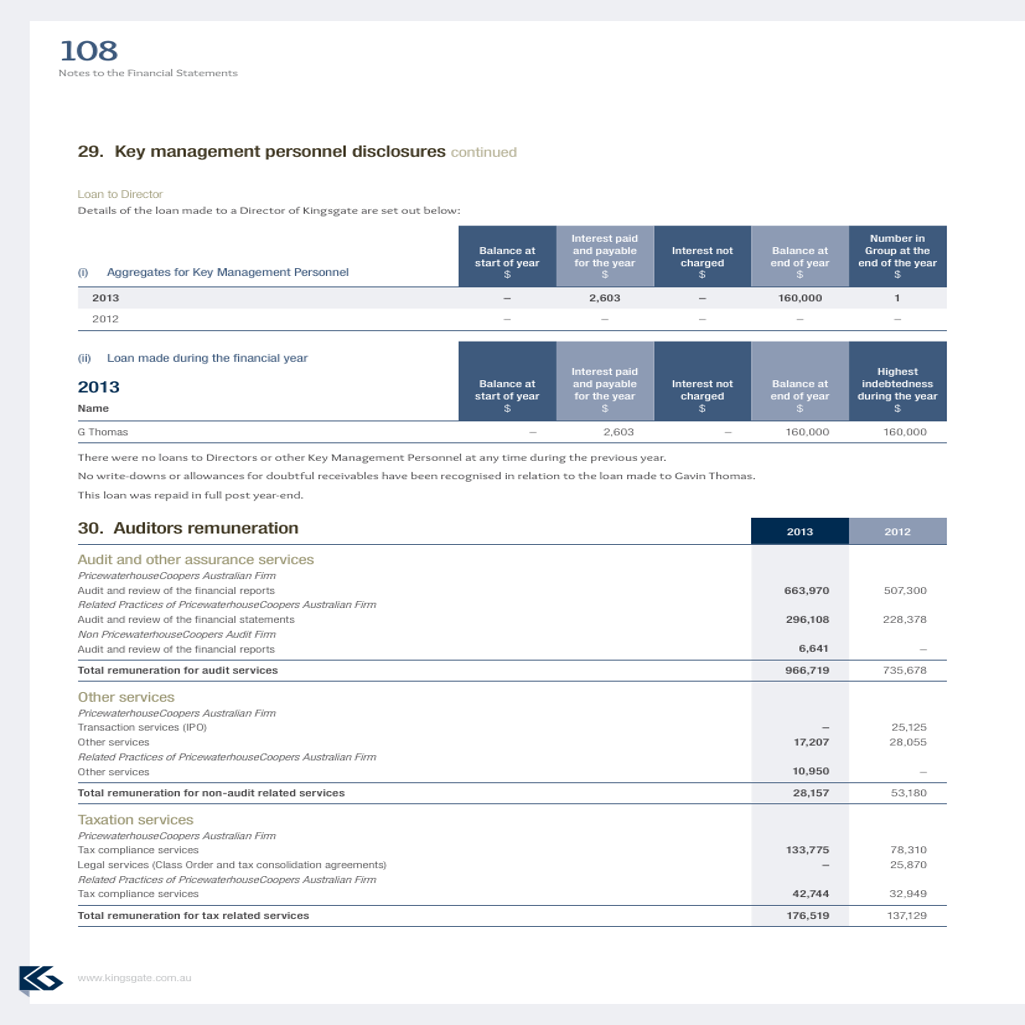 108
Notes to the Financial Statements
29. Key management personnel disclosures continued
Loan to Director
Details of the loan made to a Director of Kingsgate are set out below:
(i) Aggregates for Key Management Personnel
Balance at start of year $
Interest paid and payable for the year $
Interest not charged $
Balance at end of year $
Number in Group at the end of the year $
2013 – 2,603 – 160,000 1
2012 – – – – –
(ii) Loan made during the financial year
2013
Name
Balance at start of year $
Interest paid and payable for the year $
Interest not charged $
Balance at end of year $
Highest indebtedness during the year $
G Thomas – 2,603 – 160,000 160,000
There were no loans to Directors or other Key Management Personnel at any time during the previous year.
No write-downs or allowances for doubtful receivables have been recognised in relation to the loan made to Gavin Thomas.
This loan was repaid in full post year-end.
30. Auditors remuneration 2013 2012
Audit and other assurance services
PricewaterhouseCoopers Australian Firm
Audit and review of the financial reports 663,970 507,300
Related Practices of PricewaterhouseCoopers Australian Firm
Audit and review of the financial statements 296,108 228,378
Non PricewaterhouseCoopers Audit Firm
Audit and review of the financial reports 6,641 –
Total remuneration for audit services 966,719 735,678
Other services
PricewaterhouseCoopers Australian Firm
Transaction services (IPO) – 25,125
Other services 17,207 28,055
Related Practices of PricewaterhouseCoopers Australian Firm
Other services 10,950 –
Total remuneration for non-audit related services 28,157 53,180
Taxation services
PricewaterhouseCoopers Australian Firm
Tax compliance services 133,775 78,310
Legal services (Class Order and tax consolidation agreements) – 25,870
Related Practices of PricewaterhouseCoopers Australian Firm
Tax compliance services 42,744 32,949
Total remuneration for tax related services 176,519 137,129
www.kingsgate.com.au